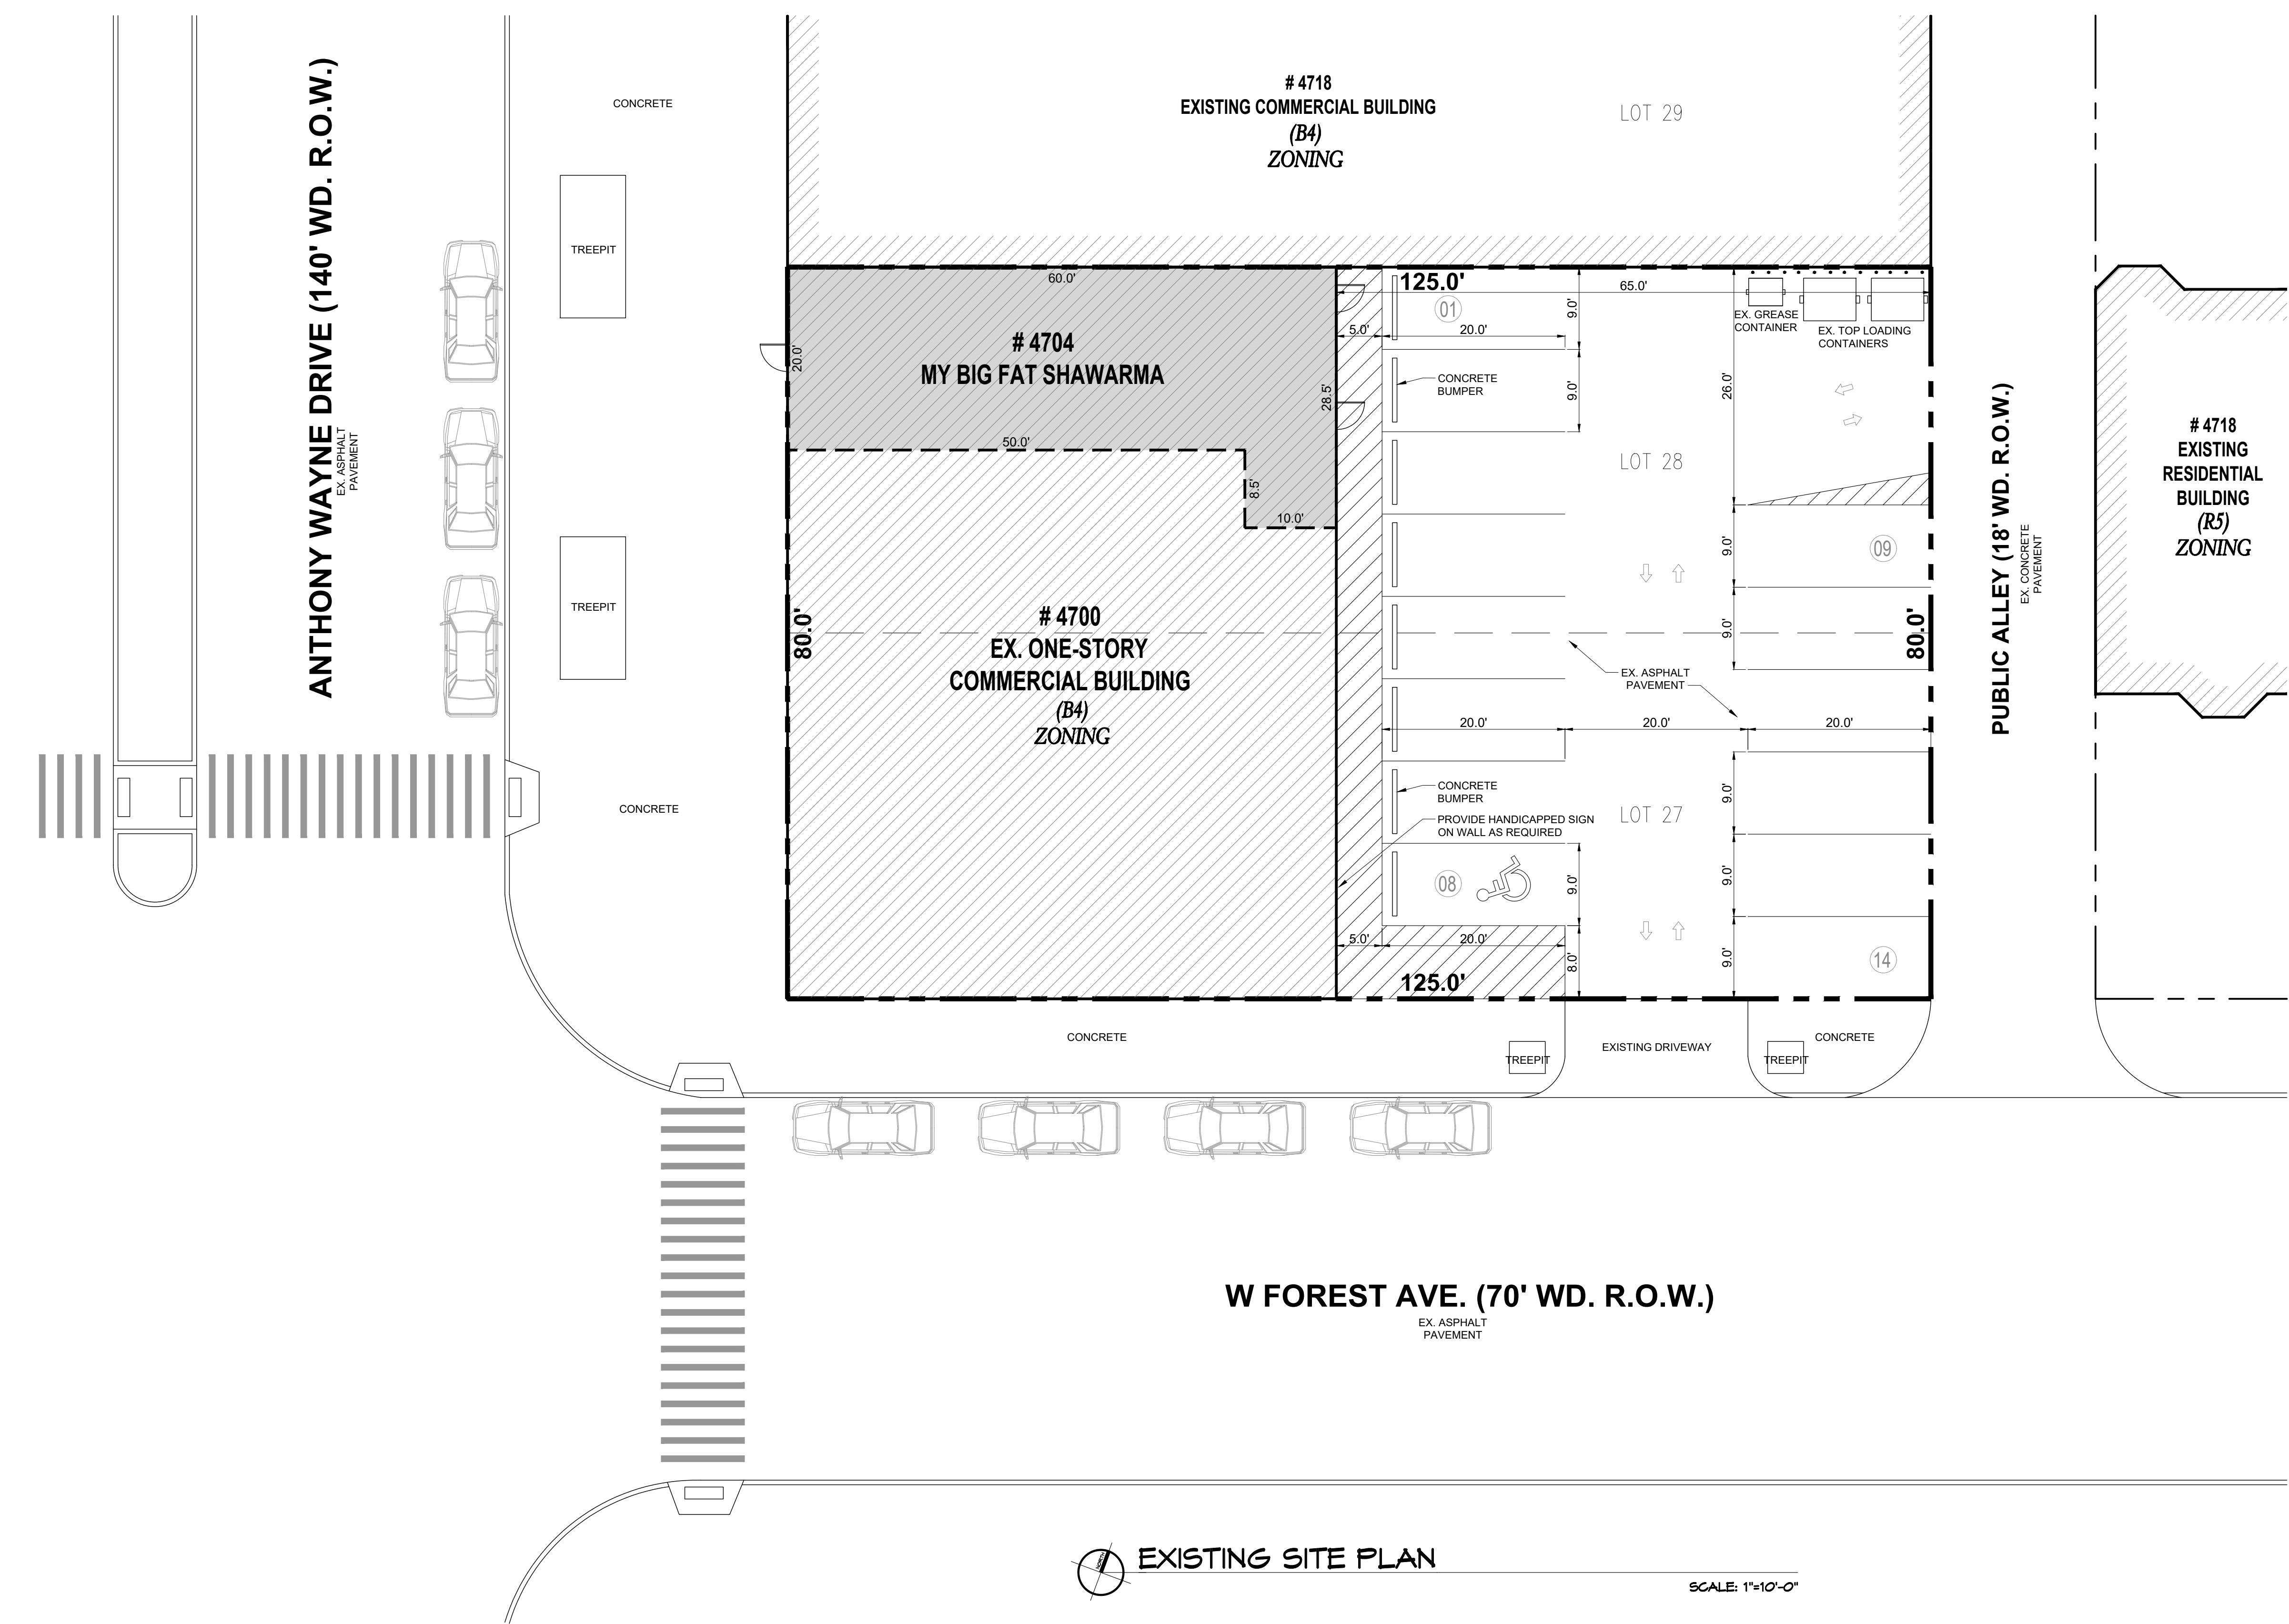 ANTHONY WAYNE DRIVE (140' WD. R.O.W.)
EX. ASPHALT
PAVEMENT
CONCRETE
TREEPIT
TREEPIT
CONCRETE
# 4718
EXISTING COMMERCIAL BUILDING
(B4)
ZONING
LOT 29
60.0'
125.0'
65.0'
01
9.0'
5.0'
20.0'
EX. GREASE
CONTAINER
EX. TOP LOADING
CONTAINERS
20.0'
# 4704
MY BIG FAT SHAWARMA
28.5'
CONCRETE
BUMPER
9.0'
26.0'
50.0'
8.5'
10.0'
LOT 28
9.0'
09
80.0'
# 4700
EX. ONE-STORY
COMMERCIAL BUILDING
(B4)
ZONING
9.0'
80.0'
EX. ASPHALT
PAVEMENT
20.0'
20.0'
20.0'
CONCRETE
BUMPER
9.0'
PROVIDE HANDICAPPED SIGN
ON WALL AS REQUIRED
LOT 27
08
9.0'
9.0'
5.0'
20.0'
8.0'
9.0'
14
125.0'
PUBLIC ALLEY (18' WD. R.O.W.)
EX. CONCRETE
PAVEMENT
# 4718
EXISTING
RESIDENTIAL
BUILDING
(R5)
ZONING
CONCRETE
TREEPIT
EXISTING DRIVEWAY
TREEPIT
CONCRETE
W FOREST AVE. (70' WD. R.O.W.)
EX. ASPHALT
PAVEMENT
NORTH
EXISTING SITE PLAN
SCALE: 1"=10'-0"